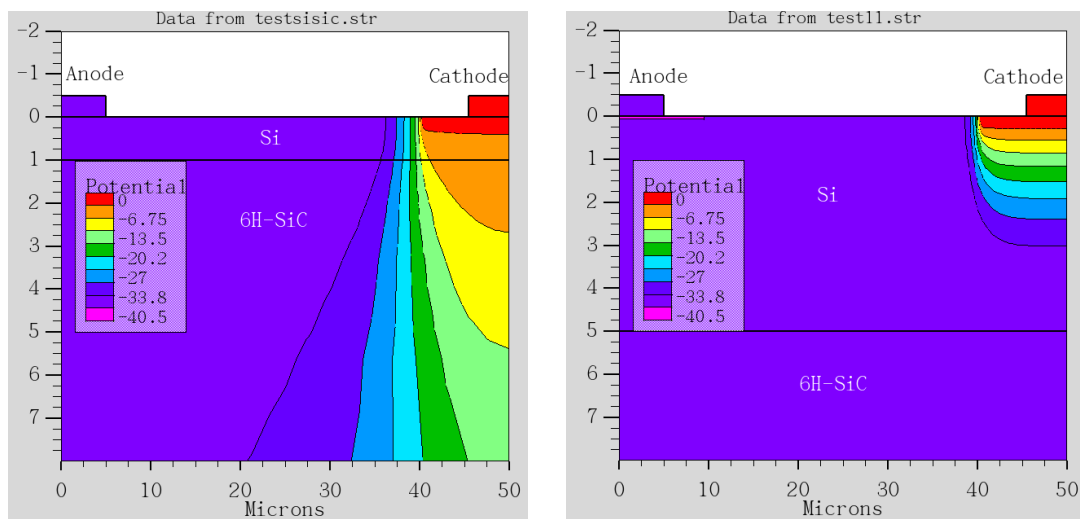 Data from testsisic.str
-2
-1
0
1
2
3
4
5
6
7
Anode
Cathode
Si
6H-SiC
Potential
0
-6.75
-13.5
-20.2
-27
-33.8
-40.5
0 10 20 30 40 50
Microns
Data from test11.str
-2
-1
0
1
2
3
4
5
6
7
Anode
Cathode
Si
6H-SiC
Potential
0
-6.75
-13.5
-20.2
-27
-33.8
-40.5
0 10 20 30 40 50
Microns